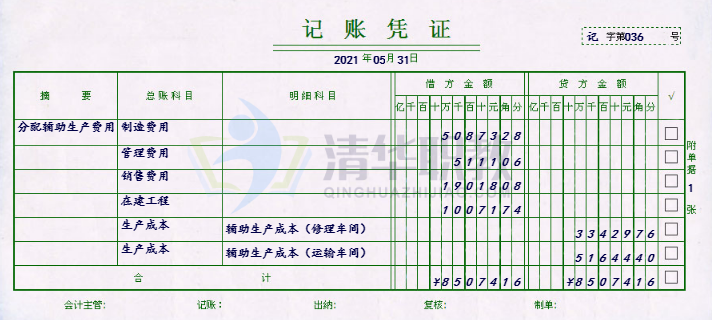 记 账 凭 证
记 字第036 号
2021 年 05 月 31 日
摘 要 总账科目 明细科目 借 方 金 额 贷 方 金 额 √
亿 千 百 十 万 千 百 十 元 角 分 亿 千 百 十 万 千 百 十 元 角 分
分配辅助生产费用 制造费用 5087328
管理费用 511106
销售费用 1901808
在建工程 1007174
生产成本 辅助生产成本（修理车间） 3342976
生产成本 辅助生产成本（运输车间） 5164440
合 计 ¥8507416 ¥8507416
附单据 1 张
会计主管: 记账: 出纳: 复核: 制单:
清华职教
QINGHUAZHIJIAO.COM